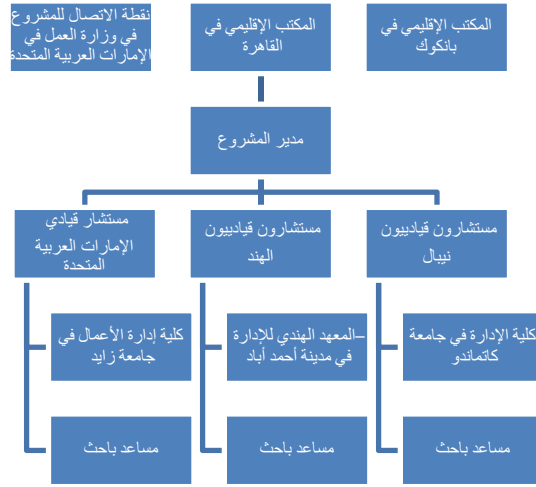 نقطة الاتصال للمشروع
في وزارة العمل في
الإمارات العربية المتحدة
المكتب الإقليمي في
القاهرة
المكتب الإقليمي في
بانكوك
مدير المشروع
مستشار قيادي
الإمارات العربية
المتحدة
مستشارون قياديون
الهند
مستشارون قياديون
نيبال
كلية إدارة الأعمال في
جامعة زايد
المعهد الهندي للإدارة–
في مدينة أحمد أباد
كلية الإدارة في جامعة
كاتماندو
مساعد باحث
مساعد باحث
مساعد باحث